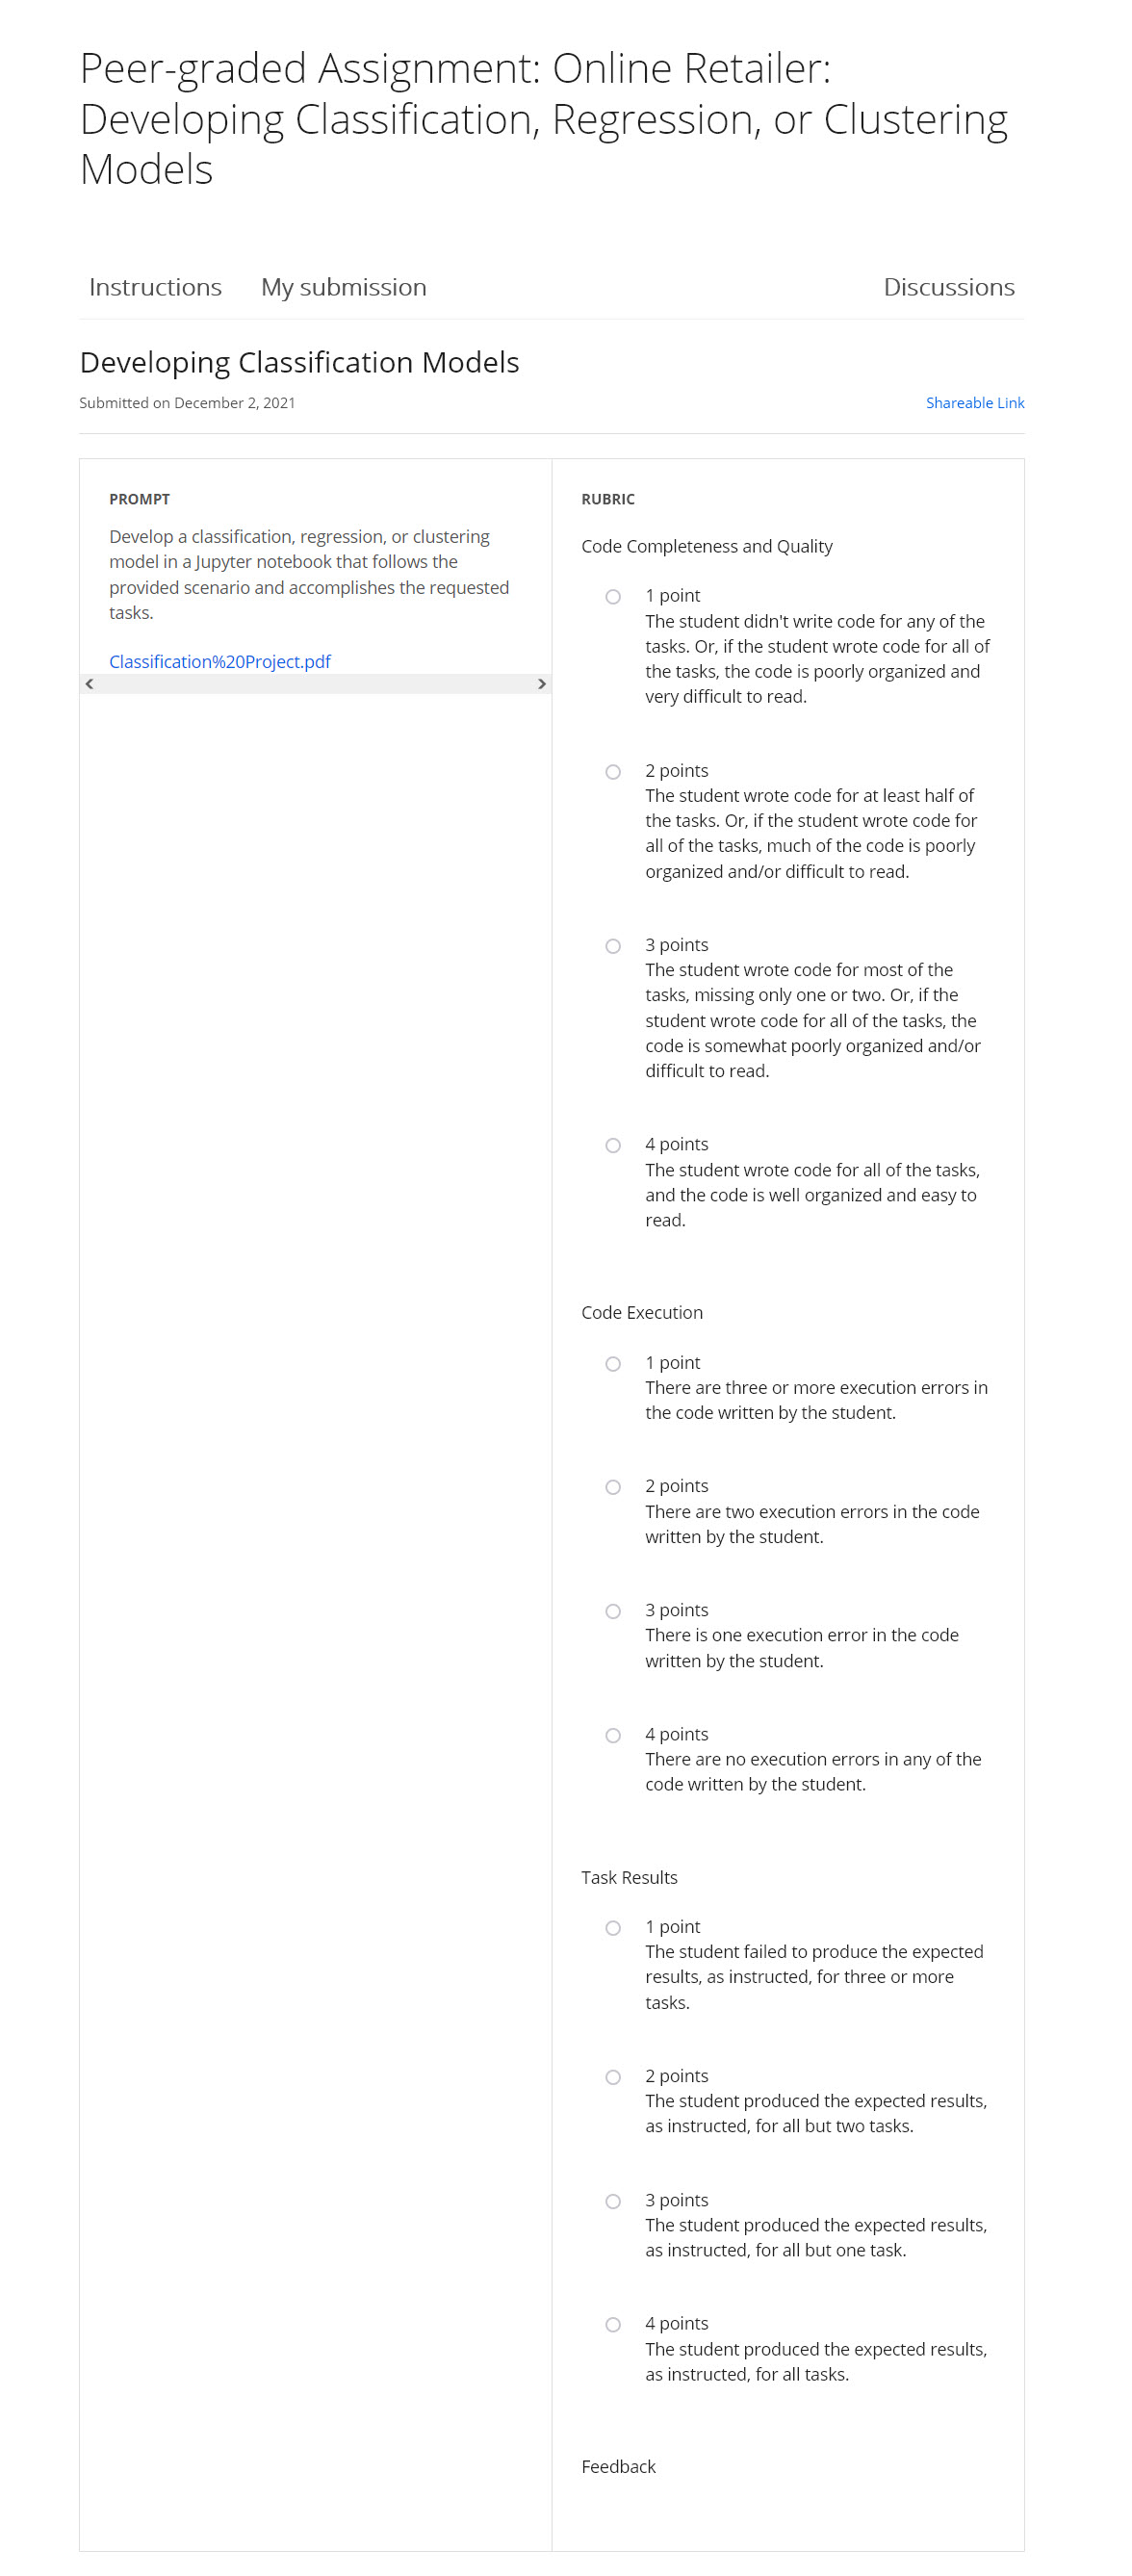 Peer-graded Assignment: Online Retailer:
Developing Classification, Regression, or Clustering
Models
Instructions My submission Discussions
Developing Classification Models
Submitted on December 2, 2021 Shareable Link
PROMPT
Develop a classification, regression, or clustering
model in a Jupyter notebook that follows the
provided scenario and accomplishes the requested
tasks.
Classification%20Project.pdf
RUBRIC
Code Completeness and Quality
1 point
The student didn't write code for any of the
tasks. Or, if the student wrote code for all of
the tasks, the code is poorly organized and
very difficult to read.
2 points
The student wrote code for at least half of
the tasks. Or, if the student wrote code for
all of the tasks, much of the code is poorly
organized and/or difficult to read.
3 points
The student wrote code for most of the
tasks, missing only one or two. Or, if the
student wrote code for all of the tasks, the
code is somewhat poorly organized and/or
difficult to read.
4 points
The student wrote code for all of the tasks,
and the code is well organized and easy to
read.
Code Execution
1 point
There are three or more execution errors in
the code written by the student.
2 points
There are two execution errors in the code
written by the student.
3 points
There is one execution error in the code
written by the student.
4 points
There are no execution errors in any of the
code written by the student.
Task Results
1 point
The student failed to produce the expected
results, as instructed, for three or more
tasks.
2 points
The student produced the expected results,
as instructed, for all but two tasks.
3 points
The student produced the expected results,
as instructed, for all but one task.
4 points
The student produced the expected results,
as instructed, for all tasks.
Feedback